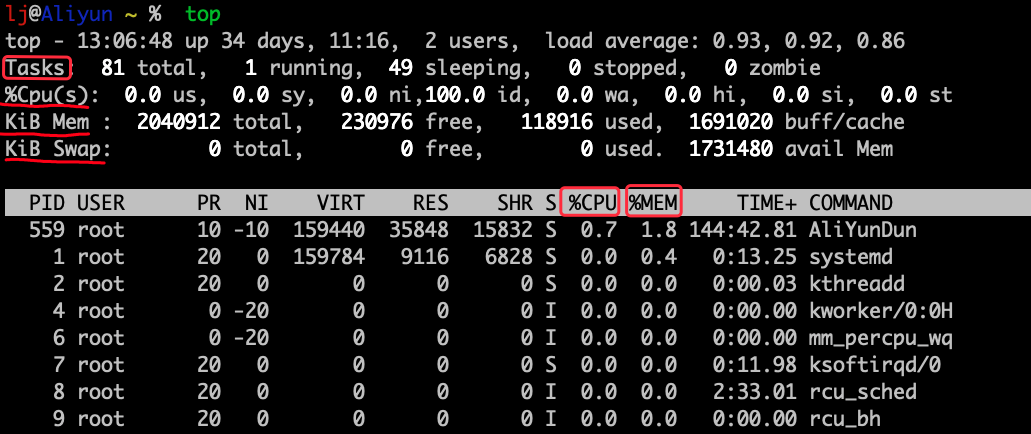 lj@Aliyun ~ %  top
top - 13:06:48 up 34 days, 11:16,  2 users,  load average: 0.93, 0.92, 0.86
Tasks:  81 total,   1 running,  49 sleeping,   0 stopped,   0 zombie
%Cpu(s):  0.0 us,  0.0 sy,  0.0 ni,100.0 id,  0.0 wa,  0.0 hi,  0.0 si,  0.0 st
KiB Mem :  2040912 total,   230976 free,   118916 used,  1691020 buff/cache
KiB Swap:        0 total,        0 free,        0 used.  1731480 avail Mem
PID USER      PR  NI    VIRT    RES    SHR S %CPU %MEM     TIME+ COMMAND
559 root      10 -10  159440  35848  15832 S  0.7  1.8 144:42.81 AliYunDun
1 root      20   0  159784   9116   6828 S  0.0  0.4   0:13.25 systemd
2 root      20   0       0      0      0 S  0.0  0.0   0:00.03 kthreadd
4 root       0 -20       0      0      0 I  0.0  0.0   0:00.00 kworker/0:0H
6 root       0 -20       0      0      0 I  0.0  0.0   0:00.00 mm_percpu_wq
7 root      20   0       0      0      0 S  0.0  0.0   0:11.98 ksoftirqd/0
8 root      20   0       0      0      0 I  0.0  0.0   2:33.01 rcu_sched
9 root      20   0       0      0      0 I  0.0  0.0   0:00.00 rcu_bh